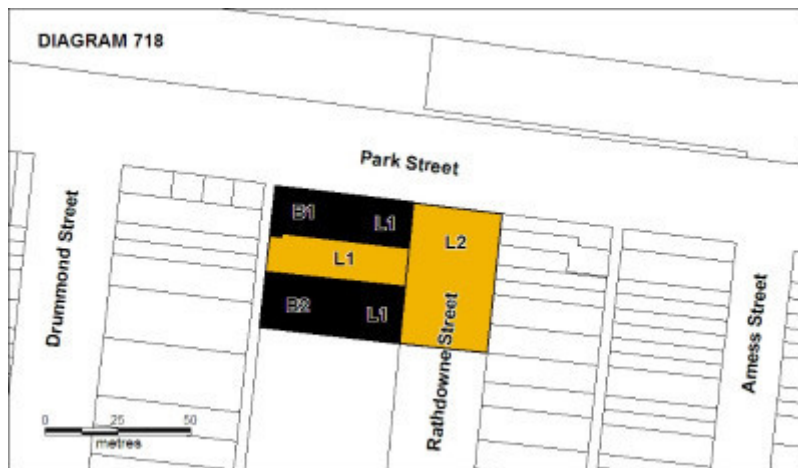 DIAGRAM 718
Park Street
B1
L1
L2
L1
B2
L1
Drummond Street
Rathdowne Street
Amess Street
0 25 50
metres